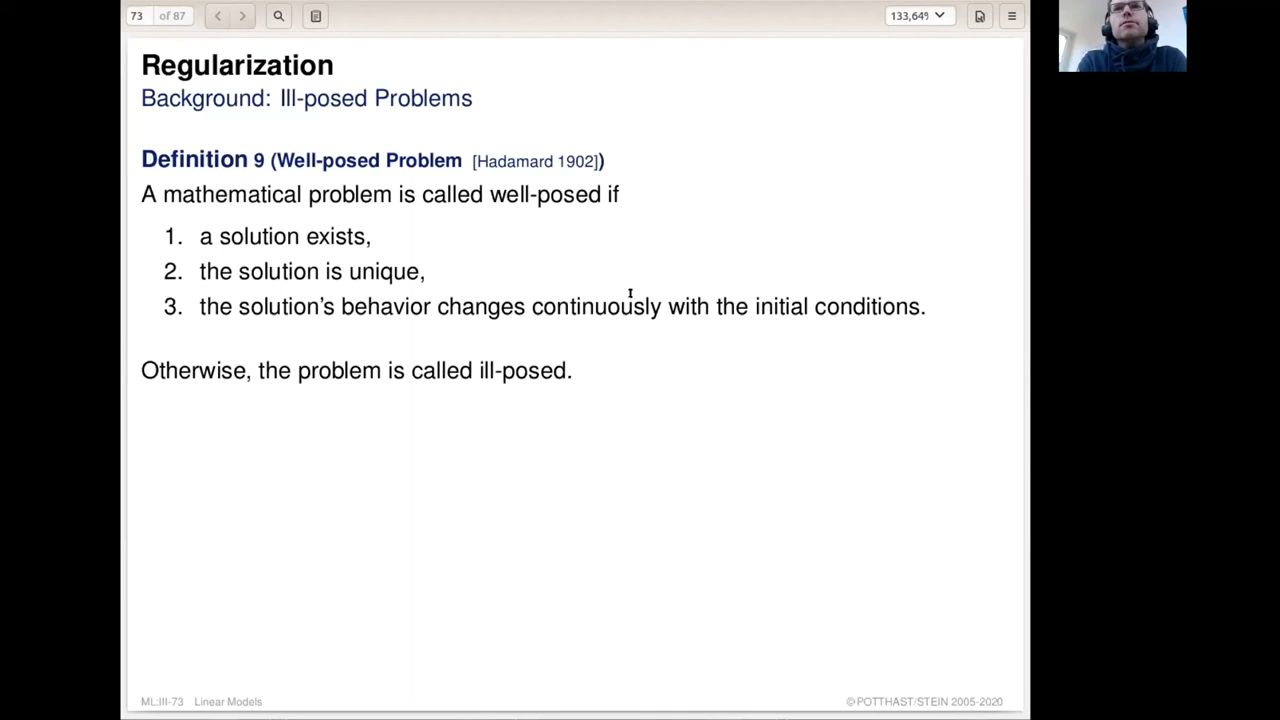 73 of 87
133,64%
Regularization
Background: Ill-posed Problems
Definition 9 (Well-posed Problem [Hadamard 1902])
A mathematical problem is called well-posed if
1. a solution exists,
2. the solution is unique,
3. the solution's behavior changes continuously with the initial conditions.
Otherwise, the problem is called ill-posed.
ML:III-73 Linear Models
©POTTHAST/STEIN 2005-2020